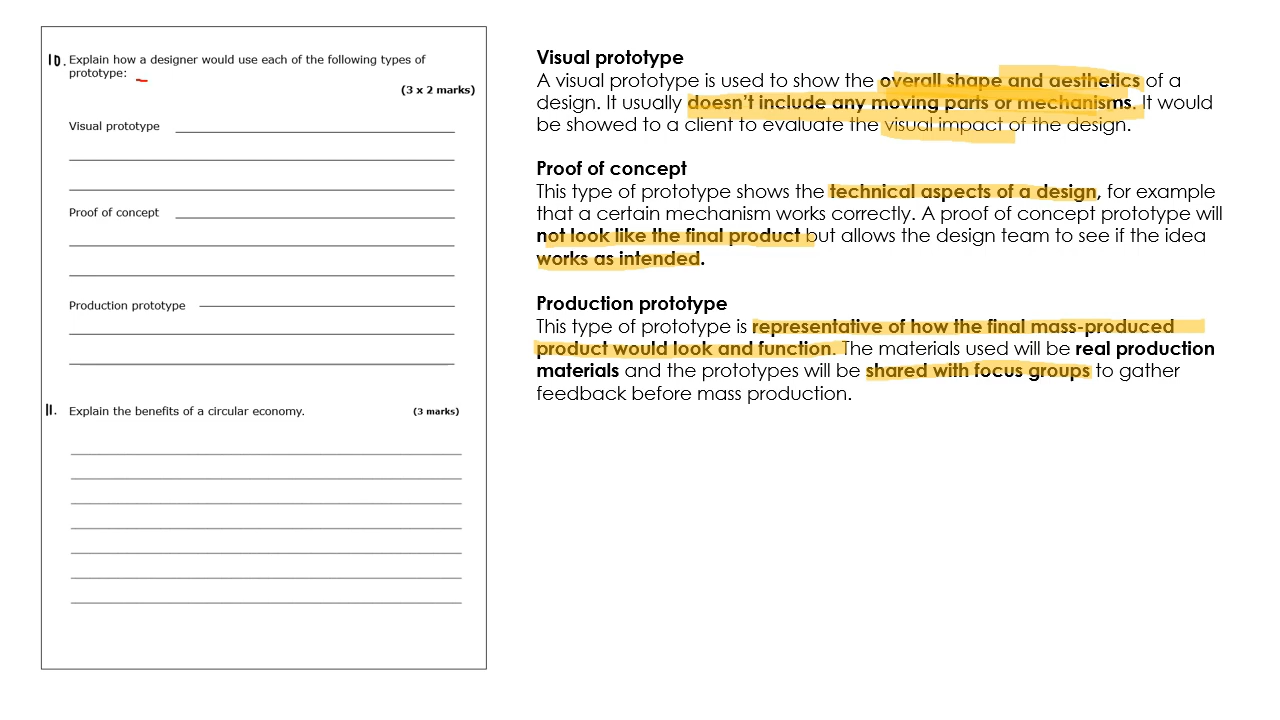 10. Explain how a designer would use each of the following types of
prototype:
(3 x 2 marks)
Visual prototype
Proof of concept
Production prototype
11. Explain the benefits of a circular economy. (3 marks)
Visual prototype
A visual prototype is used to show the overall shape and aesthetics of a
design. It usually doesn't include any moving parts or mechanisms. It would
be showed to a client to evaluate the visual impact of the design.
Proof of concept
This type of prototype shows the technical aspects of a design, for example
that a certain mechanism works correctly. A proof of concept prototype will
not look like the final product but allows the design team to see if the idea
works as intended.
Production prototype
This type of prototype is representative of how the final mass-produced
product would look and function. The materials used will be real production
materials and the prototypes will be shared with focus groups to gather
feedback before mass production.